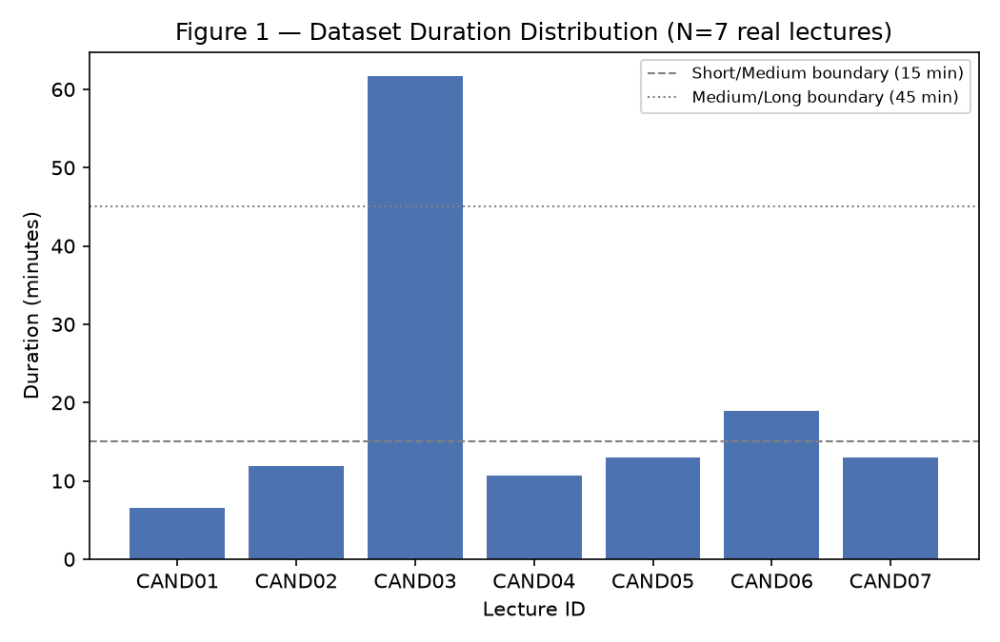 Figure 1 — Dataset Duration Distribution (N=7 real lectures)
Short/Medium boundary (15 min)
Medium/Long boundary (45 min)
Duration (minutes)
60
50
40
30
20
10
0
CAND01 CAND02 CAND03 CAND04 CAND05 CAND06 CAND07
Lecture ID